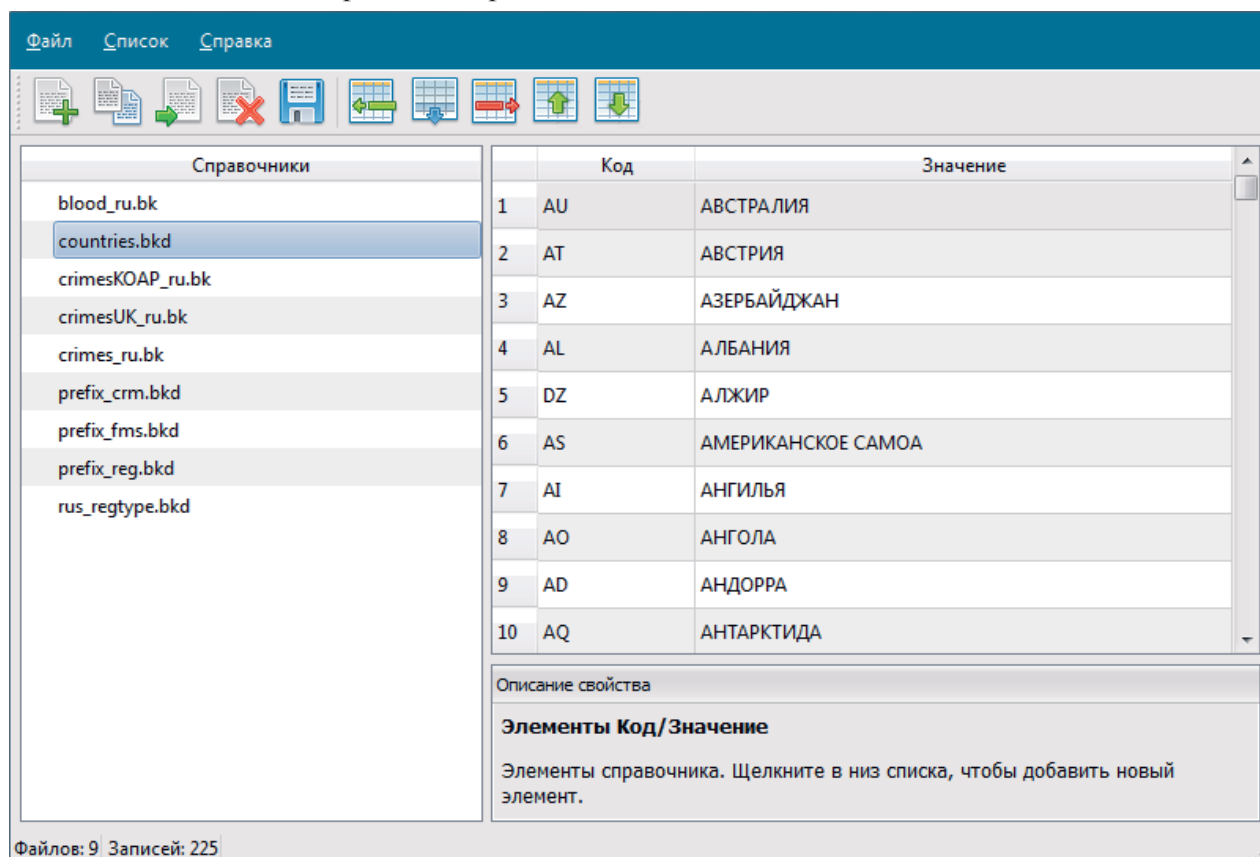 Файл Список Справка
Справочники
blood_ru.bk
countries.bkd
crimesKOAP_ru.bk
crimesUK_ru.bk
crimes_ru.bk
prefix_crm.bkd
prefix_fms.bkd
prefix_reg.bkd
rus_regtype.bkd
Код Значение
1 AU АВСТРАЛИЯ
2 AT АВСТРИЯ
3 AZ АЗЕРБАЙДЖАН
4 AL АЛБАНИЯ
5 DZ АЛЖИР
6 AS АМЕРИКАНСКОЕ САМОА
7 AI АНГИЛЬЯ
8 AO АНГОЛА
9 AD АНДОРРА
10 AQ АНТАРКТИДА
Описание свойства
Элементы Код/Значение
Элементы справочника. Щелкните в низ списка, чтобы добавить новый
элемент.
Файлов: 9 Записей: 225